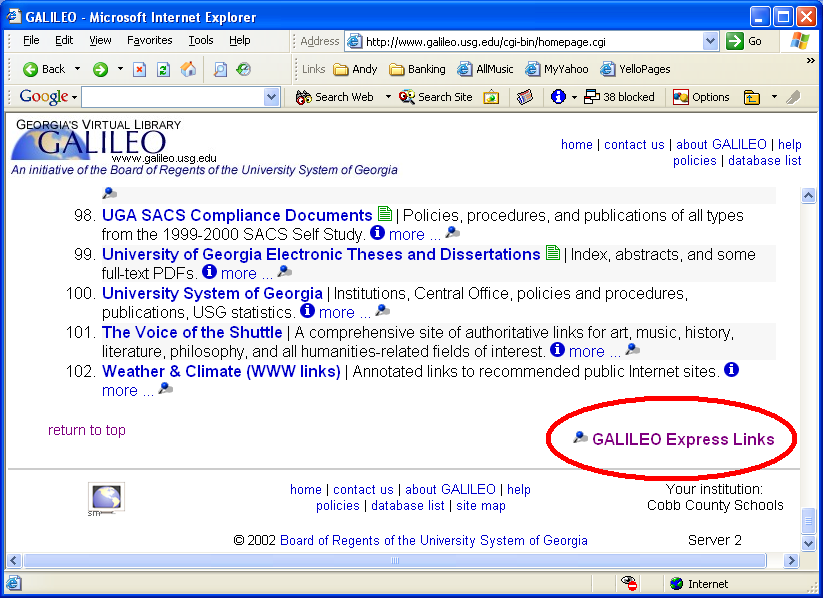 GALILEO - Microsoft Internet Explorer
File Edit View Favorites Tools Help
Address http://www.galileo.usg.edu/cgi-bin/homepage.cgi Go
Back Links Andy Banking AllMusic MyYahoo YelloPages »
Google Search Web Search Site 38 blocked Options
GEORGIA'S VIRTUAL LIBRARY
GALILEO
www.galileo.usg.edu
An initiative of the Board of Regents of the University System of Georgia
home | contact us | about GALILEO | help
policies | database list
98. UGA SACS Compliance Documents | Policies, procedures, and publications of all types
from the 1999-2000 SACS Self Study. more ...
99. University of Georgia Electronic Theses and Dissertations | Index, abstracts, and some
full-text PDFs. more ...
100. University System of Georgia | Institutions, Central Office, policies and procedures,
publications, USG statistics. more ...
101. The Voice of the Shuttle | A comprehensive site of authoritative links for art, music, history,
literature, philosophy, and all humanities-related fields of interest. more ...
102. Weather & Climate (WWW links) | Annotated links to recommended public Internet sites.
more ...
return to top
GALILEO Express Links
home | contact us | about GALILEO | help
policies | database list | site map
Your institution:
Cobb County Schools
© 2002 Board of Regents of the University System of Georgia
Server 2
Internet